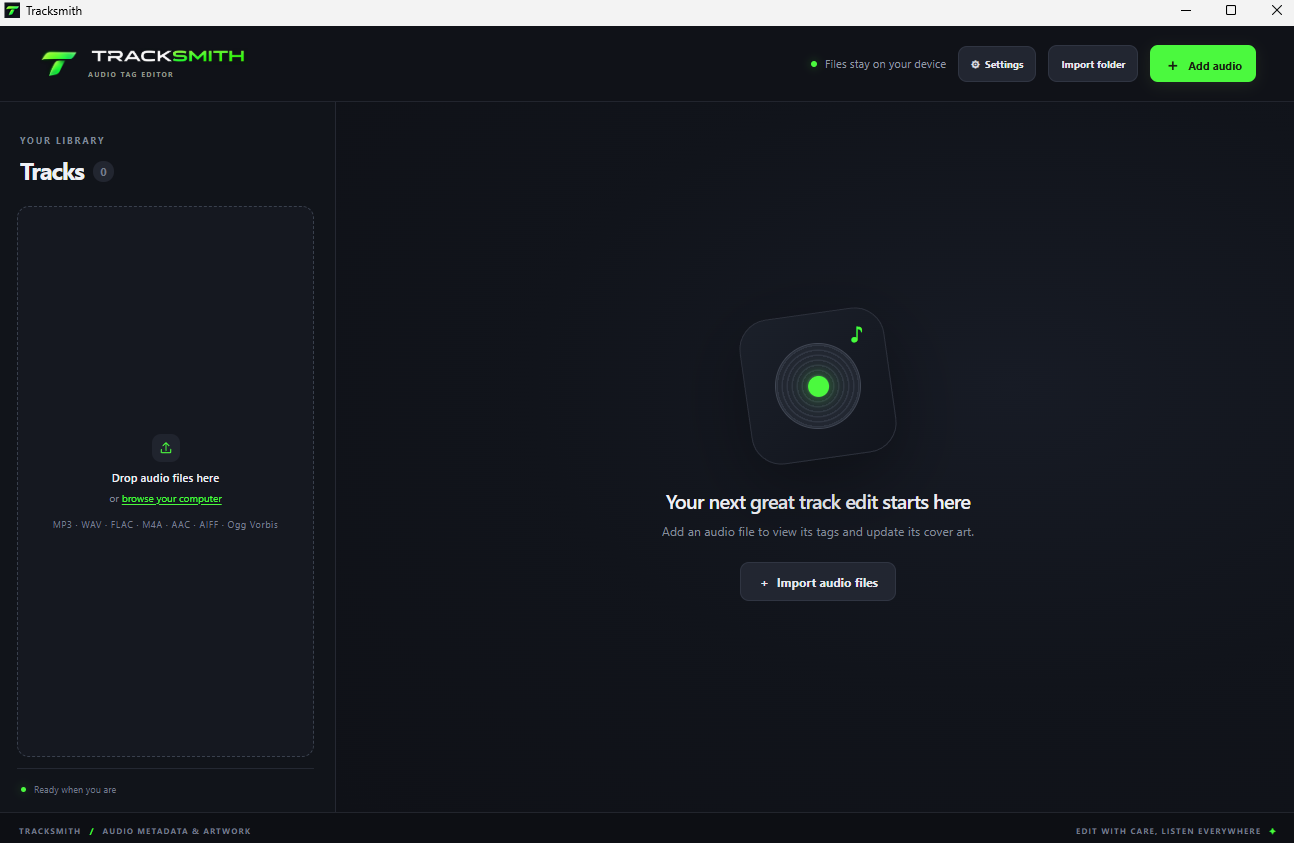 Tracksmith
TRACKSMITH
AUDIO TAG EDITOR
Files stay on your device
Settings
Import folder
+ Add audio
YOUR LIBRARY
Tracks 0
Drop audio files here
or browse your computer
MP3 · WAV · FLAC · M4A · AAC · AIFF · Ogg Vorbis
Ready when you are
Your next great track edit starts here
Add an audio file to view its tags and update its cover art.
+ Import audio files
TRACKSMITH / AUDIO METADATA & ARTWORK
EDIT WITH CARE, LISTEN EVERYWHERE